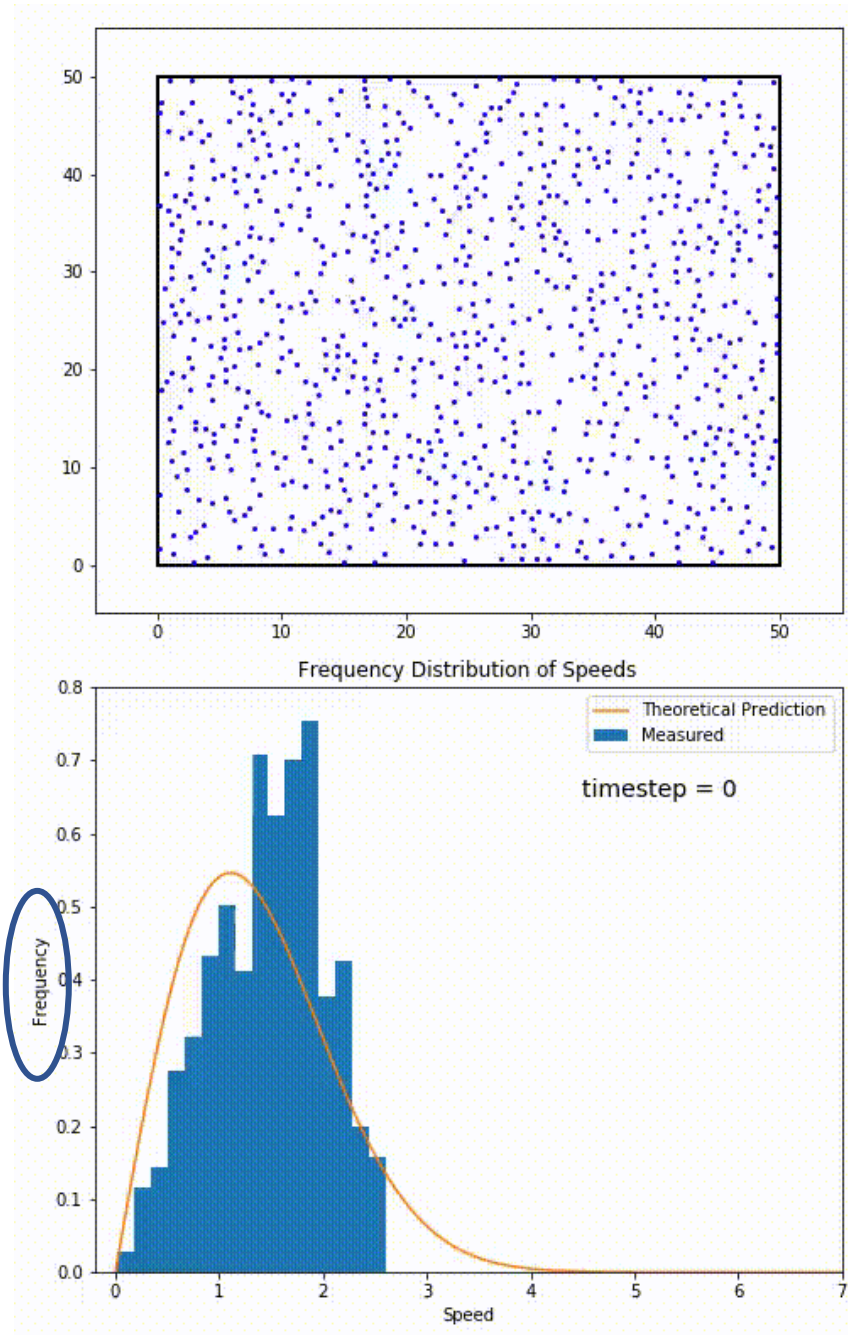 50
40
30
20
10
0
0 10 20 30 40 50
Frequency Distribution of Speeds
0.8
Theoretical Prediction
Measured
0.7
timestep = 0
0.6
0.5
Frequency
0.4
0.3
0.2
0.1
0.0
0 1 2 3 4 5 6 7
Speed